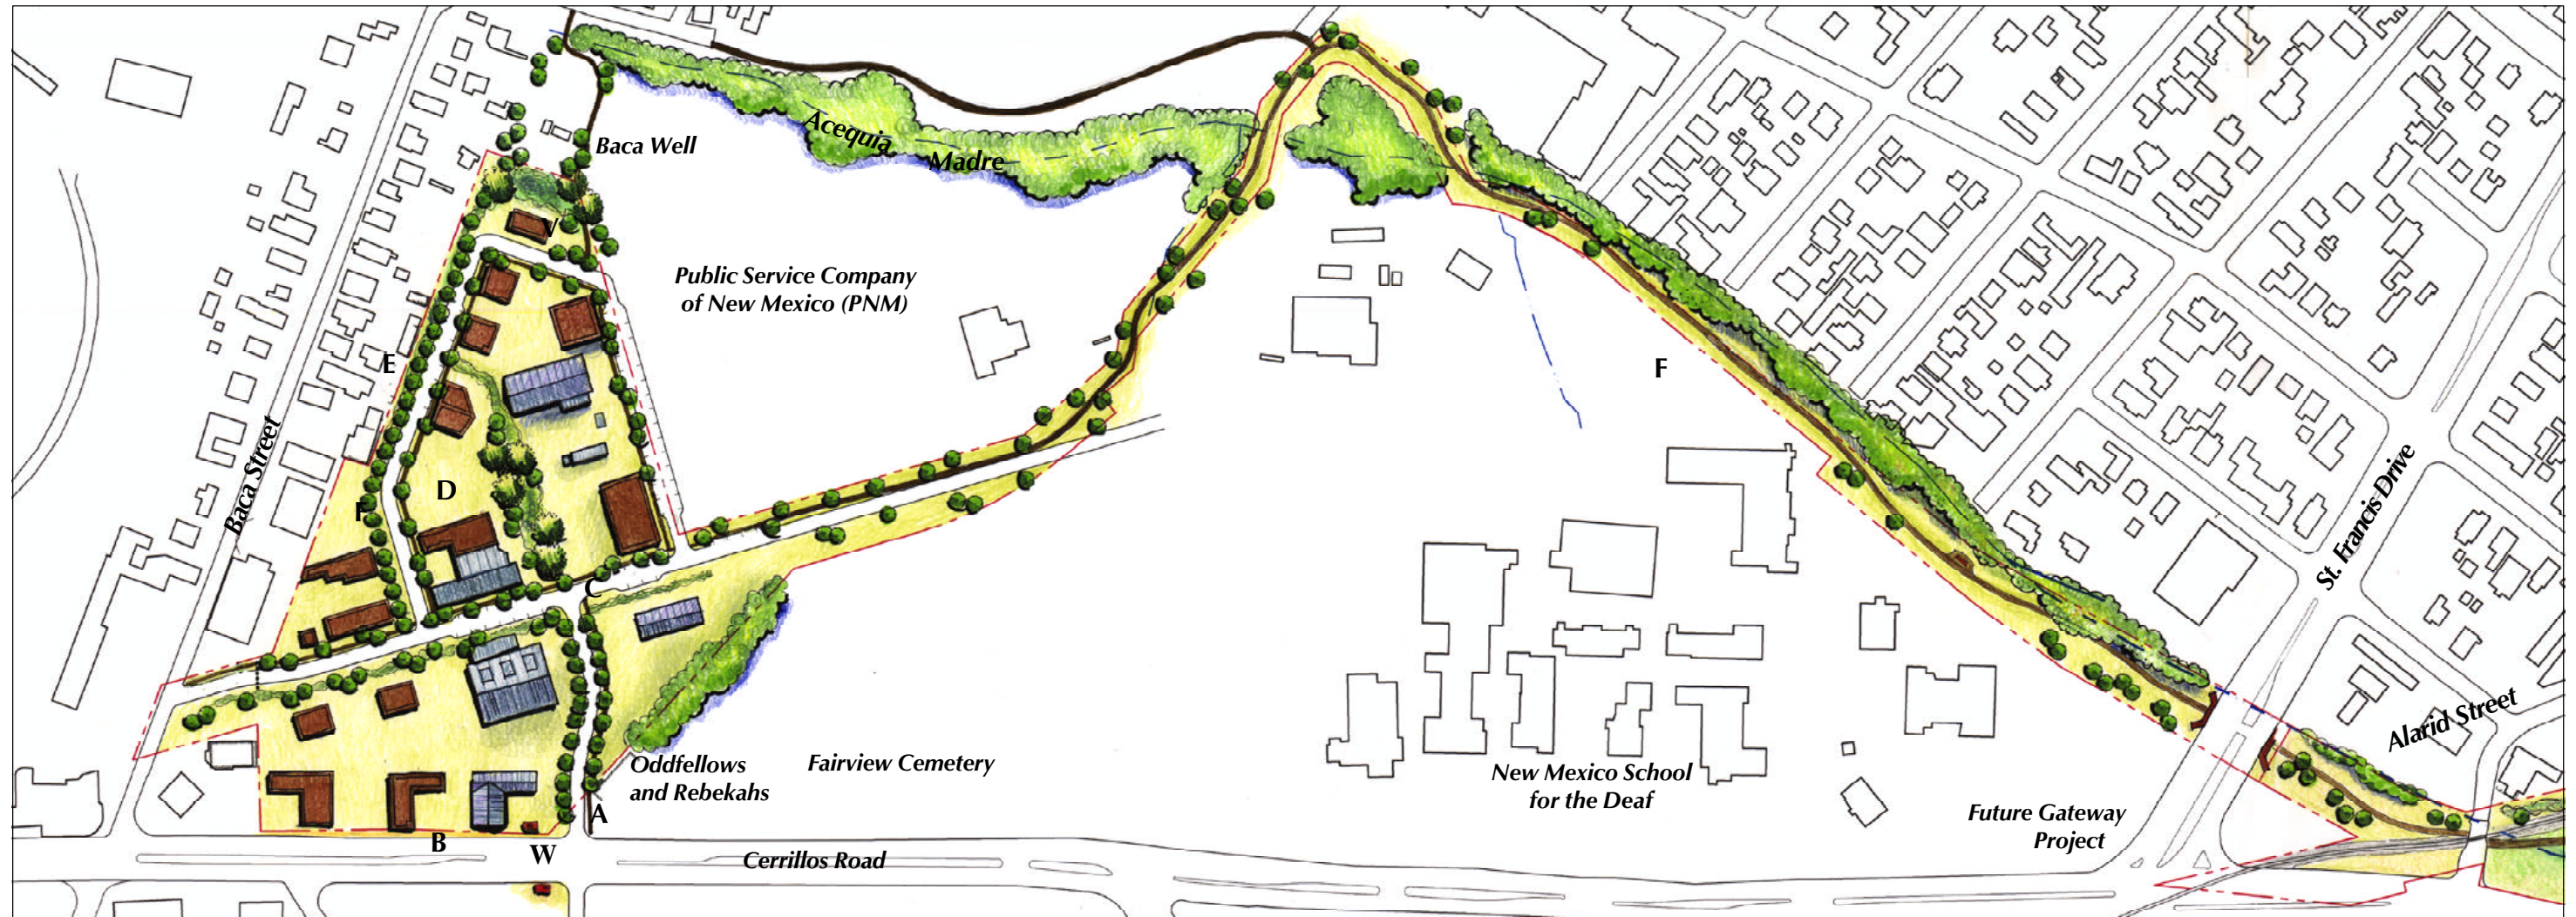 Baca Well
Acequia
Madre
V
Public Service Company
of New Mexico (PNM)
E
F
D
F
Baca Street
St. Francis Drive
C
Alarid Street
Oddfellows
and Rebekahs
Fairview Cemetery
New Mexico School
for the Deaf
A
Future Gateway
Project
B
W
Cerrillos Road